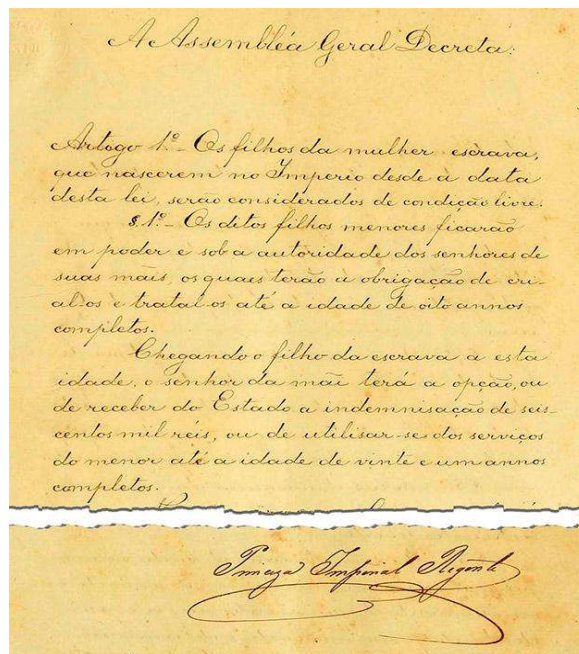 A Assembléa Geral Decreta:
Artogo 1º - Os filhos da mulher escrava,
que nascerem no Imperio desde a data
desta lei, serão considerados de condição livre.
§ 1º - Os ditos filhos menores ficarão
em poder e sob a autoridade dos senhores de
suas mãis, os quaes terão a obrigação de cri-
al-os e tratal-os até a idade de oito annos
completos.
Chegando o filho da escrava a esta
idade, o senhor da mãi terá a opção, ou
de receber do Estado a indemnisação de seis-
centos mil réis, ou de utilisar-se dos serviços
do menor até a idade de vinte e um annos
completos.
Princeza Imperial Regente